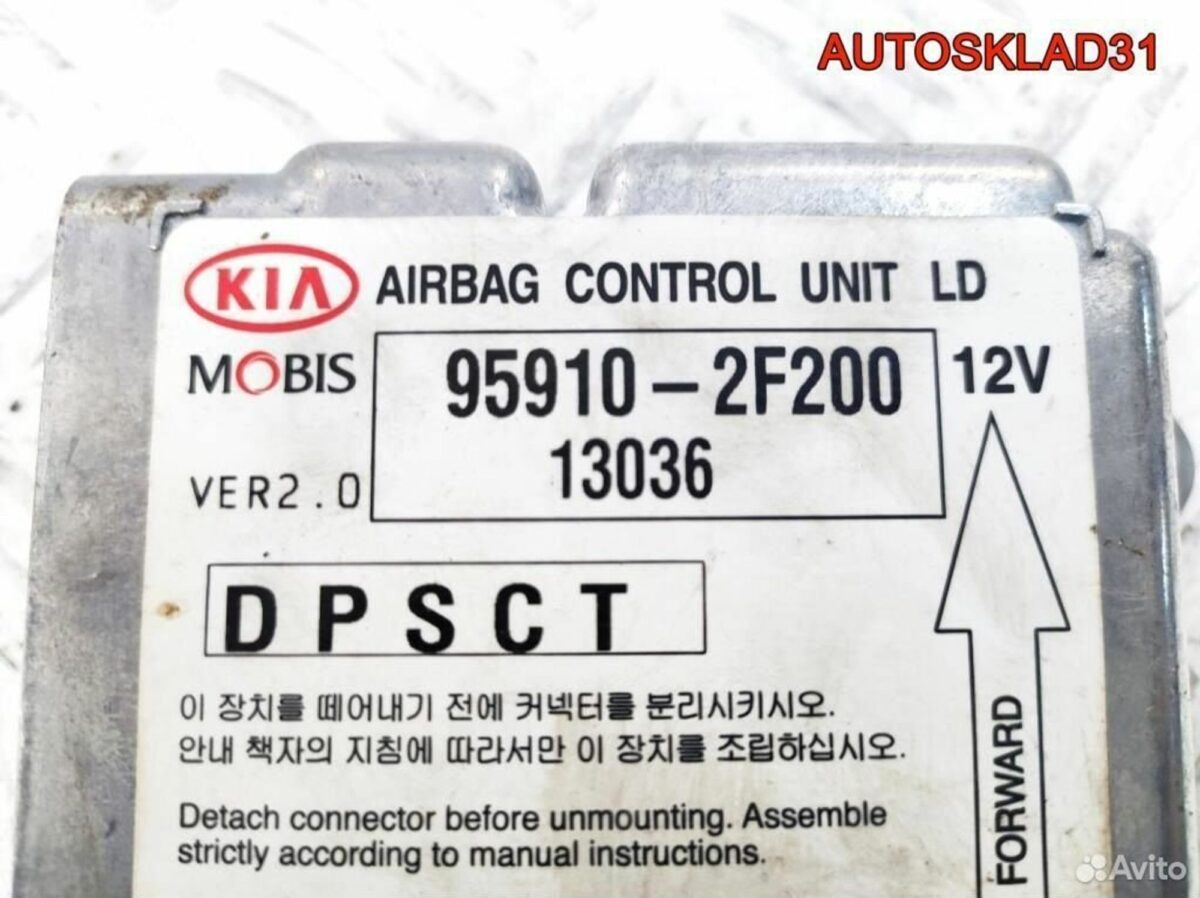 AUTOSKLAD31
KIA AIRBAG CONTROL UNIT LD
MOBIS
95910-2F200
12V
13036
VER2.0
DPSCT
이 장치를 떼어내기 전에 커넥터를 분리시키시오.
안내 책자의 지침에 따라서만 이 장치를 조립하십시오.
Detach connector before unmounting. Assemble
strictly according to manual instructions.
FORWARD
Avito